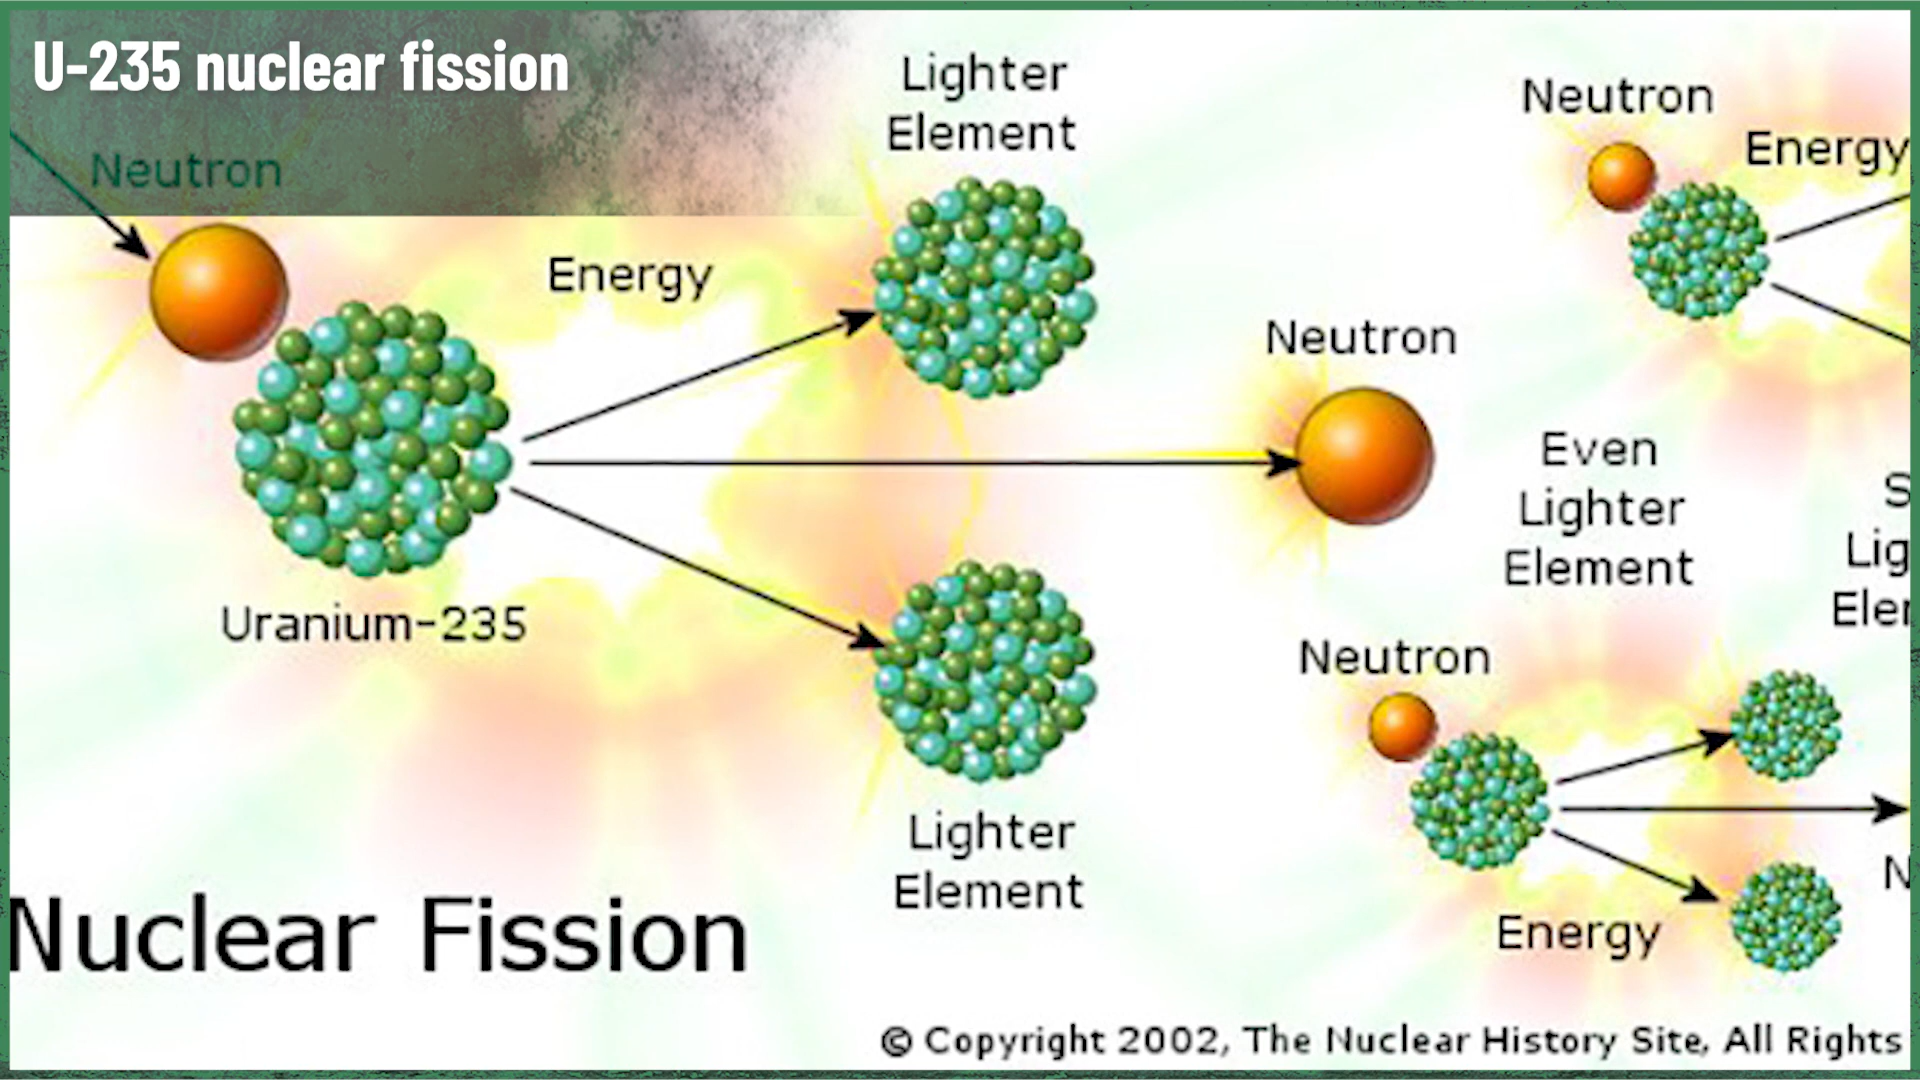 U-235 nuclear fission
Neutron
Energy
Uranium-235
Lighter
Element
Neutron
Lighter
Element
Neutron
Energy
Even
Lighter
Element
Neutron
Energy
Nuclear Fission
© Copyright 2002, The Nuclear History Site, All Rights